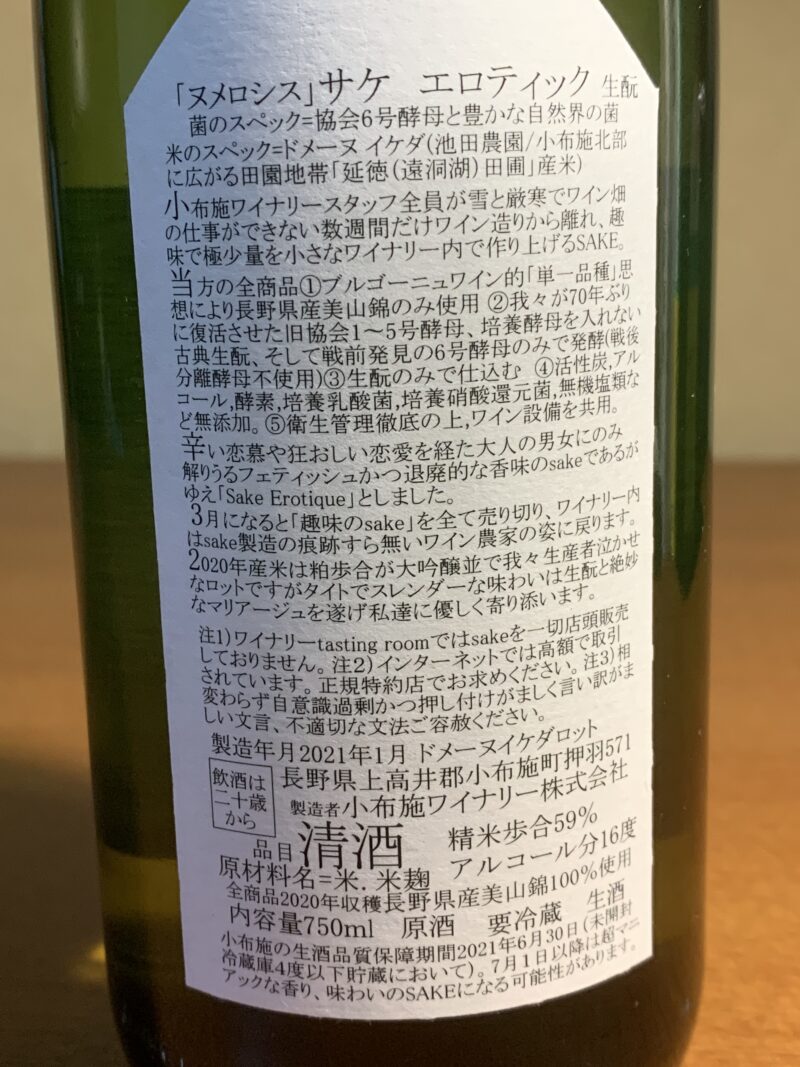 「ヌメロシス」サケ エロティック 生酛
菌のスペック=協会6号酵母と豊かな自然界の菌
米のスペック=ドメーヌ イケダ(池田農園/小布施北部
に広がる田園地帯「延徳(遠洞湖)田圃」産米)
小布施ワイナリースタッフ全員が雪と厳寒でワイン畑
の仕事ができない数週間だけワイン造りから離れ、趣
味で極少量を小さなワイナリー内で作り上げるSAKE。
当方の全商品①ブルゴーニュワイン的「単一品種」思
想により長野県産美山錦のみ使用 ②我々が70年ぶり
に復活させた旧協会1～5号酵母、培養酵母を入れない
古典生酛、そして戦前発見の6号酵母のみで発酵(戦後
分離酵母不使用)③生酛のみで仕込む ④活性炭,アル
コール,酵素,培養乳酸菌,培養硝酸還元菌,無機塩類な
ど無添加。⑤衛生管理徹底の上,ワイン設備を共用。
辛い恋慕や狂おしい恋愛を経た大人の男女にのみ
解りうるフェティッシュかつ退廃的な香味のsakeであるが
ゆえ「Sake Erotique」としました。
3月になると「趣味のsake」を全て売り切り、ワイナリー内
はsake製造の痕跡すら無いワイン農家の姿に戻ります。
2020年産米は粕歩合が大吟醸並で我々生産者泣かせ
なロットですがタイトでスレンダーな味わいは生酛と絶妙
なマリアージュを遂げ私達に優しく寄り添います。
注1)ワイナリーtasting roomではsakeを一切店頭販売
しておりません。注2)インターネットでは高額で取引
されています。正規特約店でお求めください。注3)相
変わらず自意識過剰かつ押し付けがましく言い訳がま
しい文言、不適切な文法ご容赦ください。
製造年月2021年1月 ドメーヌイケダロット
長野県上高井郡小布施町押羽571
飲酒は
二十歳
から
製造者 小布施ワイナリー株式会社
品目 清酒 精米歩合59%
原材料名=米.米麹 アルコール分16度
全商品2020年収穫長野県産美山錦100%使用
内容量750ml 原酒 要冷蔵 生酒
小布施の生酒品質保障期間2021年6月30日(未開封
冷蔵庫4度以下貯蔵において)。7月1日以降は超マニ
アックな香り、味わいのSAKEになる可能性があります。